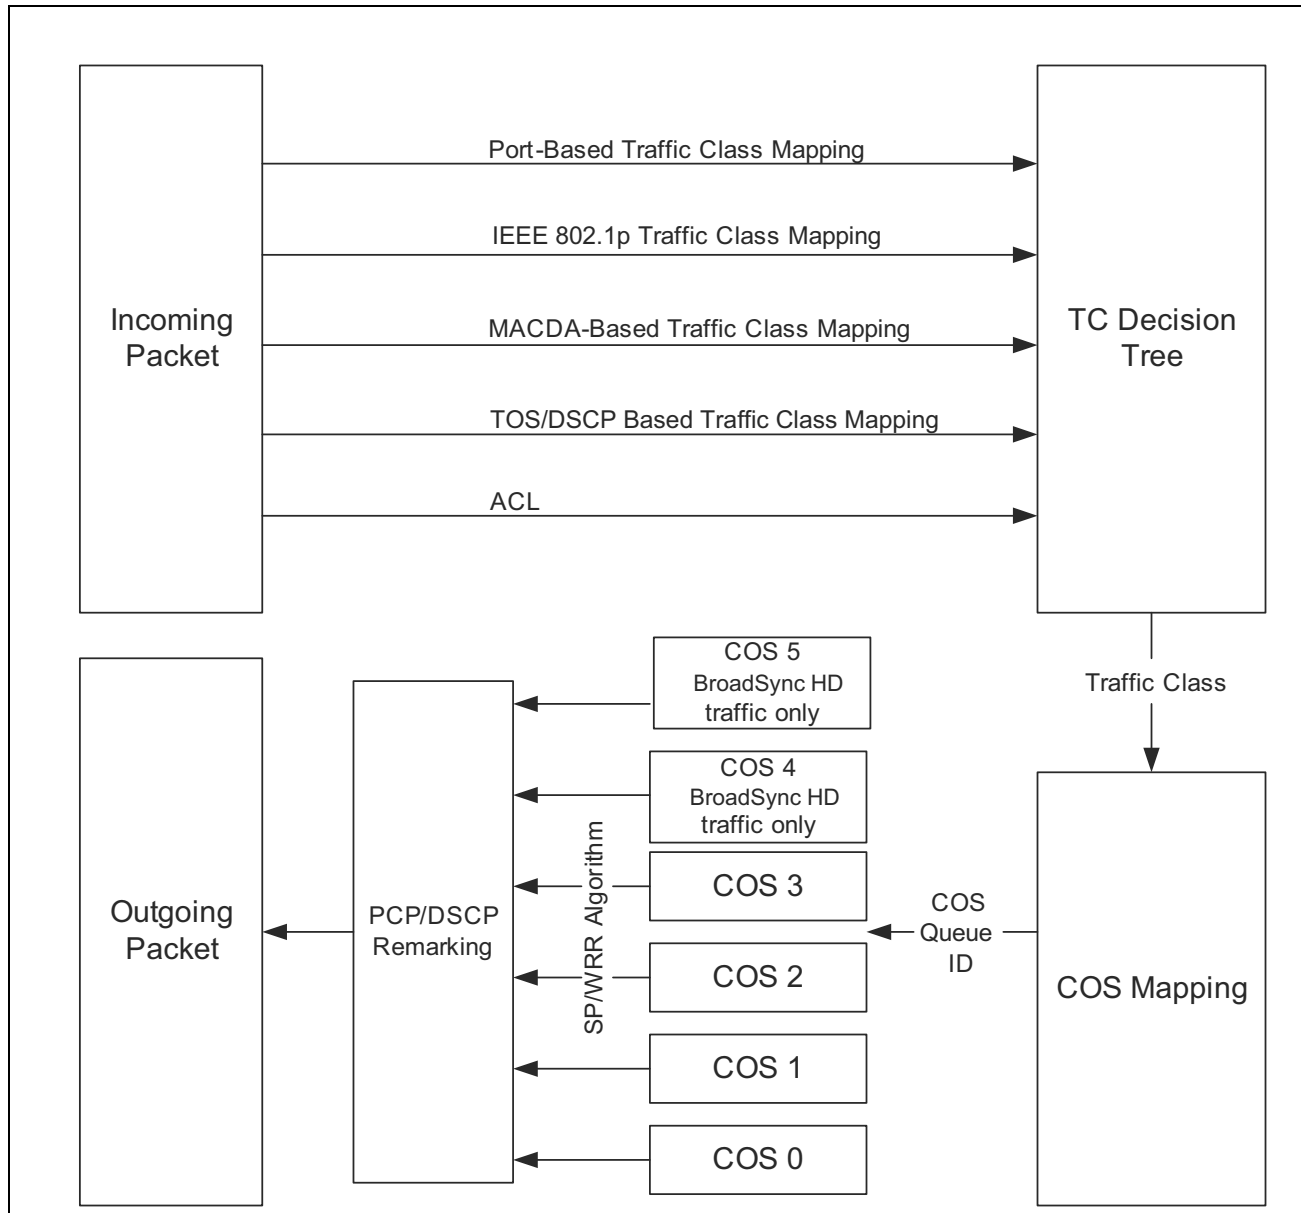 Port-Based Traffic Class Mapping
IEEE 802.1p Traffic Class Mapping
Incoming
Packet
MACDA-Based Traffic Class Mapping
TC Decision
Tree
TOS/DSCP Based Traffic Class Mapping
ACL
Traffic Class
COS 5
BroadSync HD
traffic only
COS 4
BroadSync HD
traffic only
COS 3
COS 2
COS 1
COS 0
SP/WRR Algorithm
COS
Queue
ID
COS Mapping
PCP/DSCP
Remarking
Outgoing
Packet